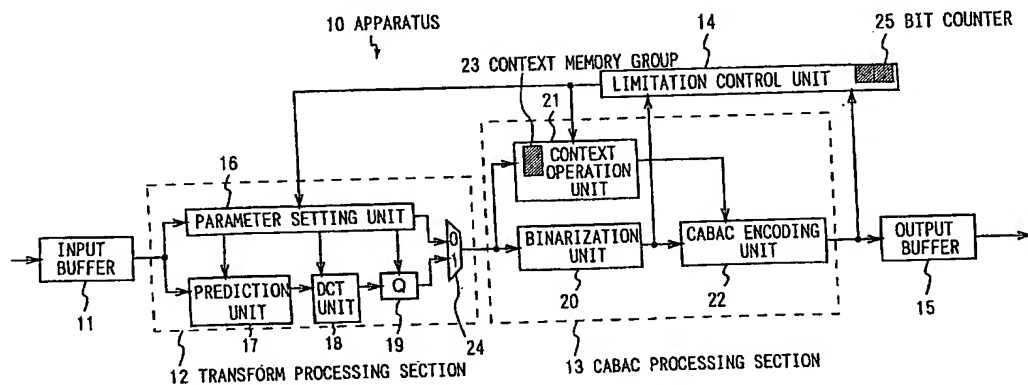 10 APPARATUS
14
25 BIT COUNTER
23 CONTEXT MEMORY GROUP
LIMITATION CONTROL UNIT
21
CONTEXT
OPERATION
UNIT
16
PARAMETER SETTING UNIT
0
1
INPUT
BUFFER
11
PREDICTION
UNIT
17
DCT
UNIT
18
Q
19
24
BINARIZATION
UNIT
20
CABAC ENCODING
UNIT
22
OUTPUT
BUFFER
15
12 TRANSFORM PROCESSING SECTION
13 CABAC PROCESSING SECTION